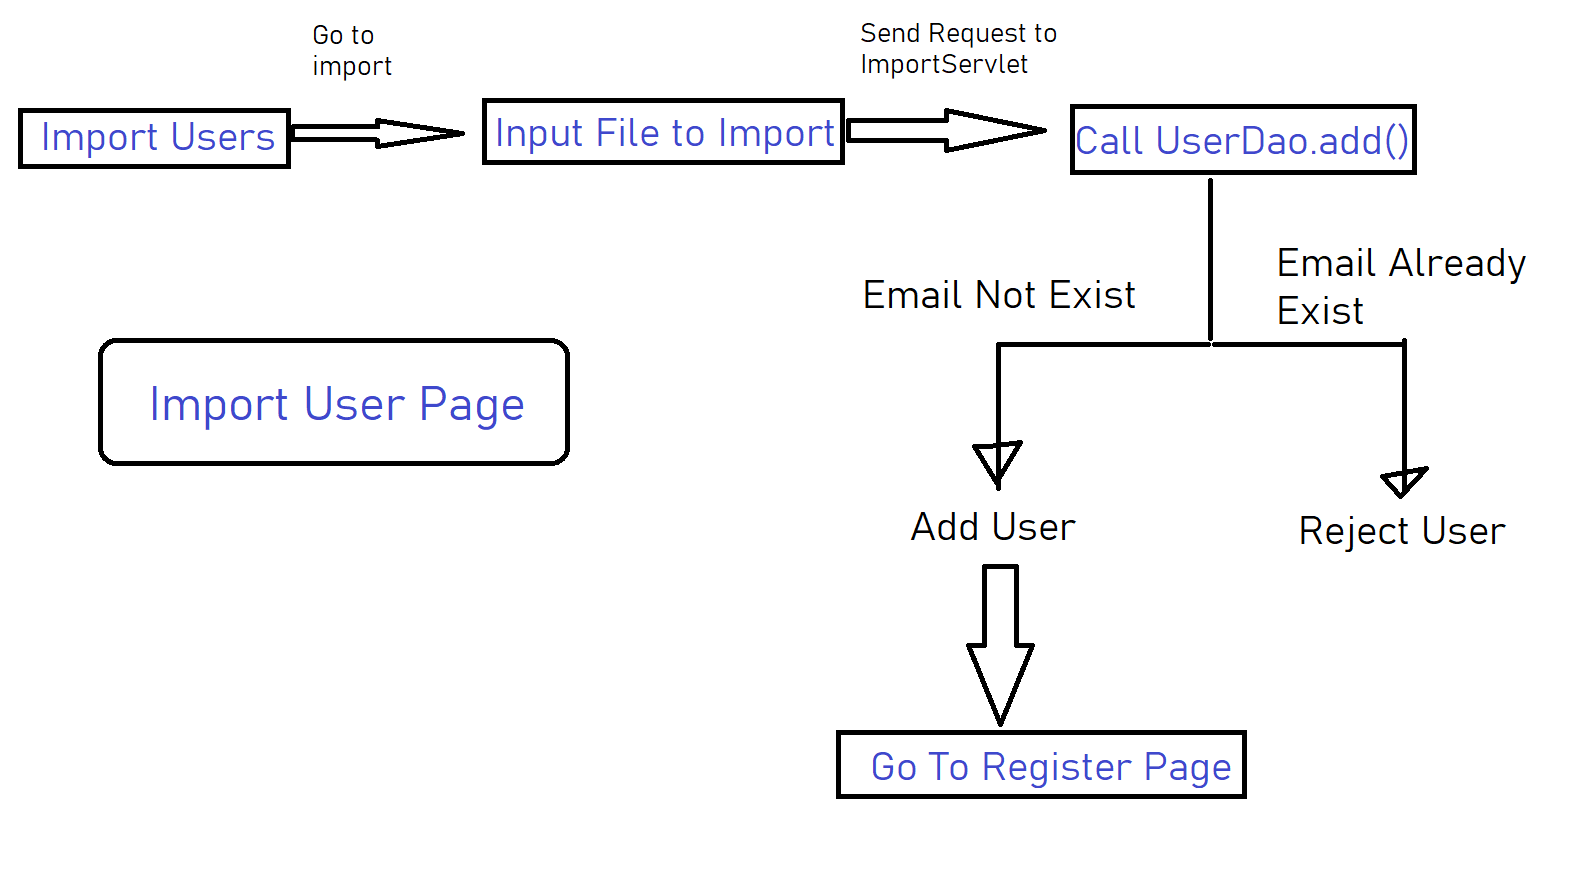 Go to
import
Send Request to
ImportServlet
Import Users
Input File to Import
Call UserDao.add()
Email Not Exist
Email Already
Exist
Import User Page
Add User
Reject User
Go To Register Page